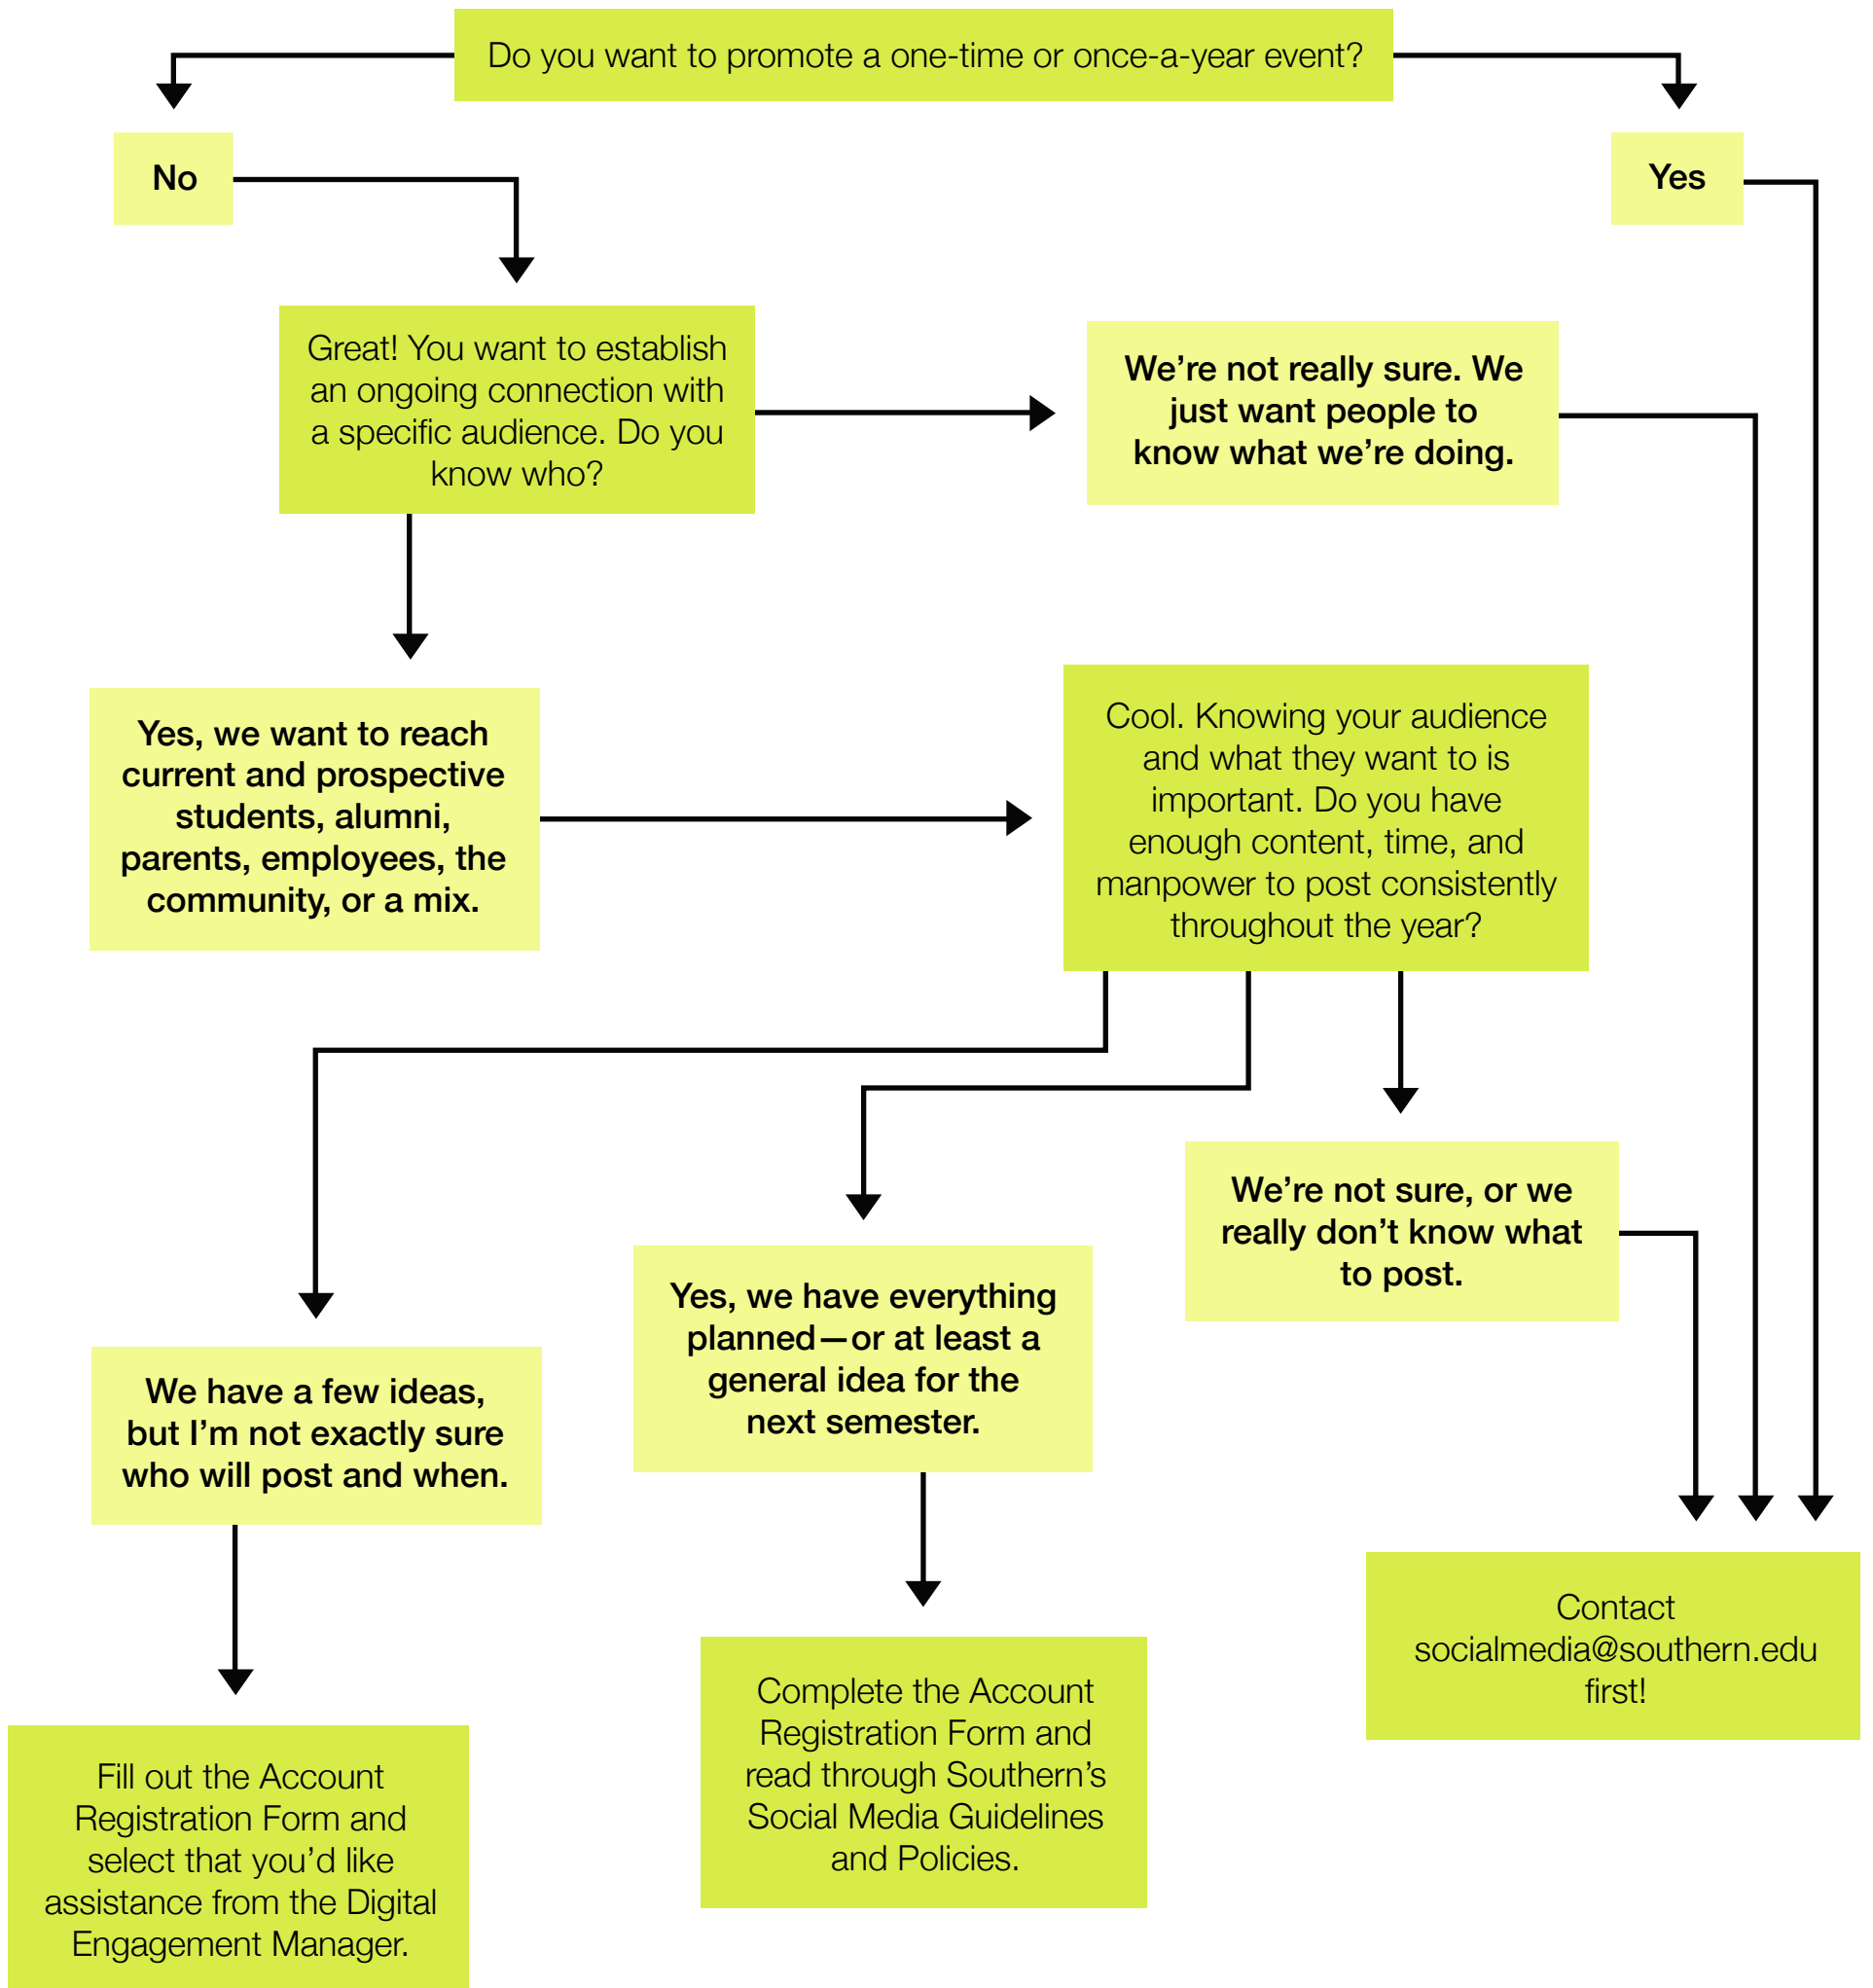 Do you want to promote a one-time or once-a-year event?
No
Yes
Great! You want to establish
an ongoing connection with
a specific audience. Do you
know who?
We’re not really sure. We
just want people to
know what we’re doing.
Yes, we want to reach
current and prospective
students, alumni,
parents, employees, the
community, or a mix.
Cool. Knowing your audience
and what they want to is
important. Do you have
enough content, time, and
manpower to post consistently
throughout the year?
We’re not sure, or we
really don’t know what
to post.
Yes, we have everything
planned—or at least a
general idea for the
next semester.
We have a few ideas,
but I’m not exactly sure
who will post and when.
Contact
socialmedia@southern.edu
first!
Complete the Account
Registration Form and
read through Southern’s
Social Media Guidelines
and Policies.
Fill out the Account
Registration Form and
select that you’d like
assistance from the Digital
Engagement Manager.